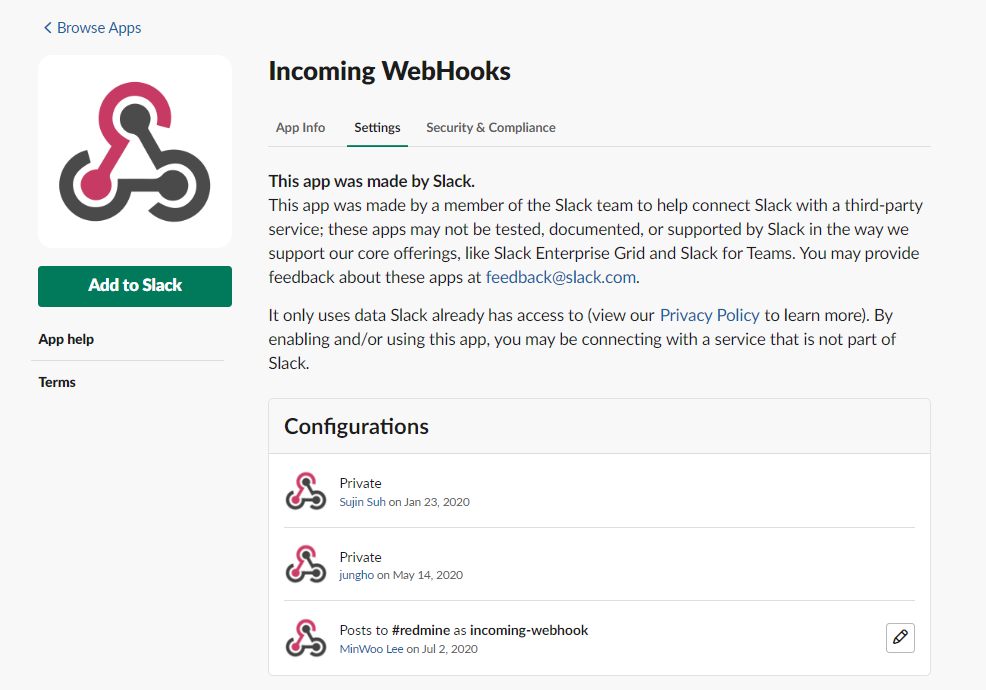 Browse Apps
Incoming WebHooks
App Info Settings Security & Compliance
This app was made by Slack.
This app was made by a member of the Slack team to help connect Slack with a third-party
service; these apps may not be tested, documented, or supported by Slack in the way we
support our core offerings, like Slack Enterprise Grid and Slack for Teams. You may provide
feedback about these apps at feedback@slack.com.
It only uses data Slack already has access to (view our Privacy Policy to learn more). By
enabling and/or using this app, you may be connecting with a service that is not part of
Slack.
Add to Slack
App help
Terms
Configurations
Private
Sujin Suh on Jan 23, 2020
Private
jungho on May 14, 2020
Posts to #redmine as incoming-webhook
MinWoo Lee on Jul 2, 2020